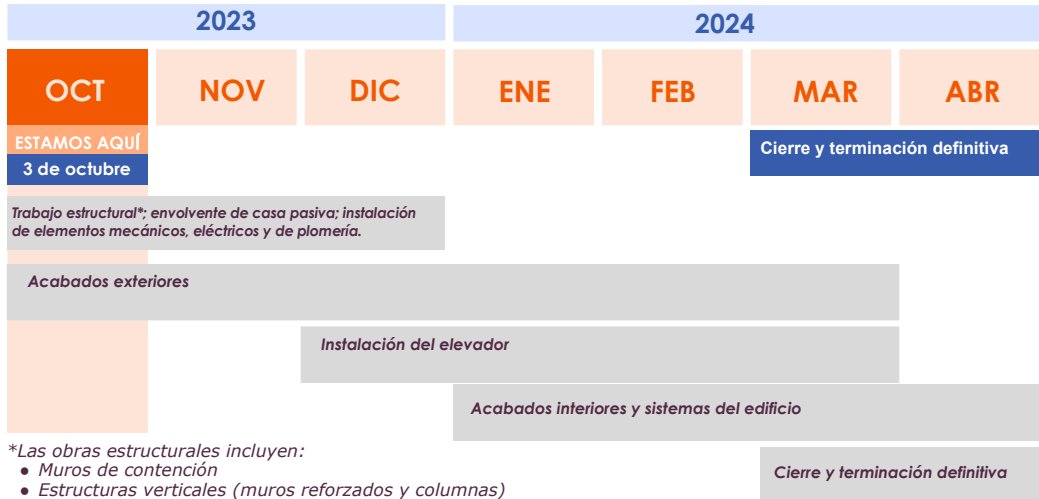 2023
2024
OCT
NOV
DIC
ENE
FEB
MAR
ABR
ESTAMOS AQUÍ
3 de octubre
Cierre y terminación definitiva
Trabajo estructural*; envolvente de casa pasiva; instalación
de elementos mecánicos, eléctricos y de plomería.
Acabados exteriores
Instalación del elevador
Acabados interiores y sistemas del edificio
Cierre y terminación definitiva
*Las obras estructurales incluyen:
● Muros de contención
● Estructuras verticales (muros reforzados y columnas)